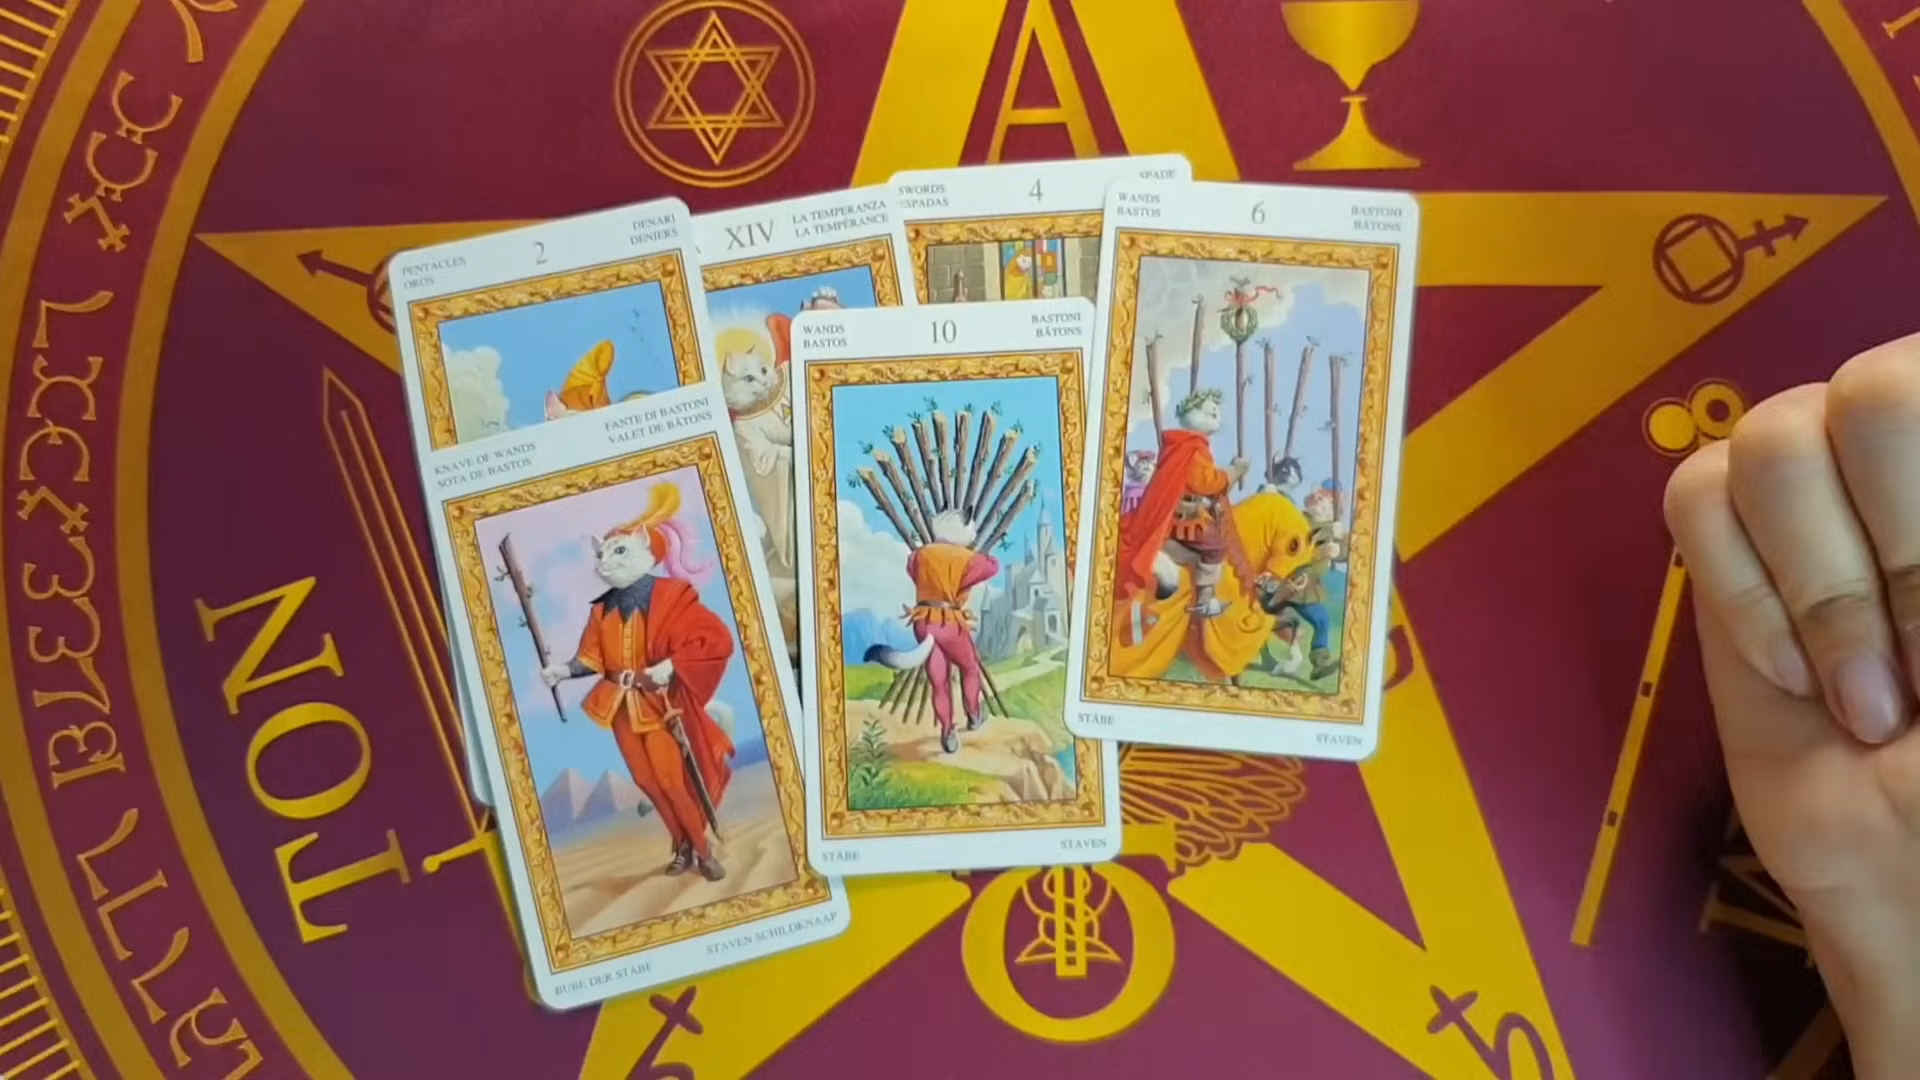 A
PENTACLES
OROS
2
DENARI
DENIERS
XIV
LA TEMPERANZA
LA TEMPÉRANCE
SWORDS
ESPADAS
4
SPADE
WANDS
BASTOS
6
BASTONI
BÂTONS
STÄBE
STAVEN
WANDS
BASTOS
10
BASTONI
BÂTONS
STÄBE
STAVEN
KNAVE OF WANDS
SOTA DE BASTOS
FANTE DI BASTONI
VALET DE BÂTONS
BUBE DER STÄBE
STAVEN SCHILDKNAAP
TON